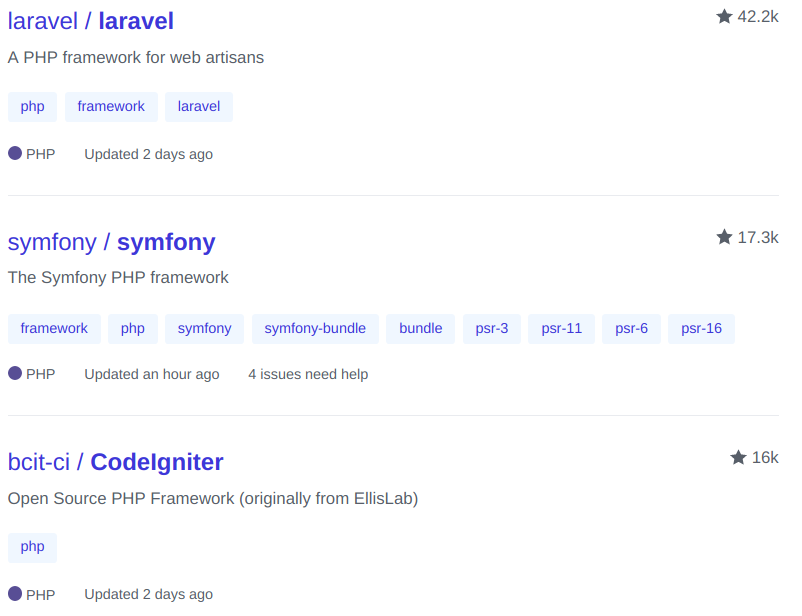 laravel / laravel ★ 42.2k
A PHP framework for web artisans
php framework laravel
PHP Updated 2 days ago
symfony / symfony ★ 17.3k
The Symfony PHP framework
framework php symfony symfony-bundle bundle psr-3 psr-11 psr-6 psr-16
PHP Updated an hour ago 4 issues need help
bcit-ci / CodeIgniter ★ 16k
Open Source PHP Framework (originally from EllisLab)
php
PHP Updated 2 days ago